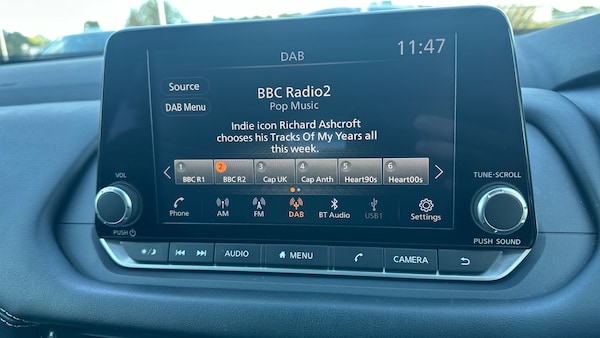 DAB
11:47
Source
DAB Menu
BBC Radio2
Pop Music
Indie icon Richard Ashcroft
chooses his Tracks Of My Years all
this week.
1 2 3 4 5 6
BBC R1 BBC R2 Cap UK Cap Anth Heart90s Heart00s
Phone AM FM DAB BT Audio USB1 Settings
VOL
PUSH
TUNE-SCROLL
PUSH SOUND
AUDIO MENU CAMERA